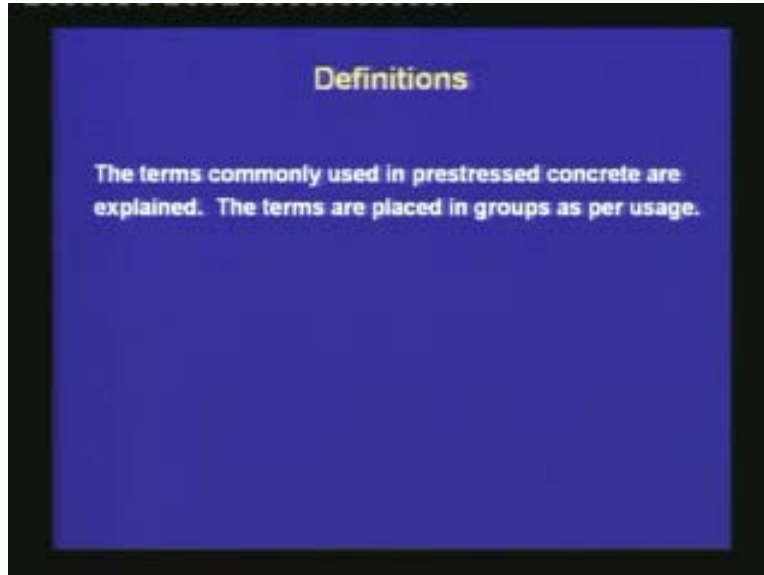 Definitions
The terms commonly used in prestressed concrete are
explained. The terms are placed in groups as per usage.